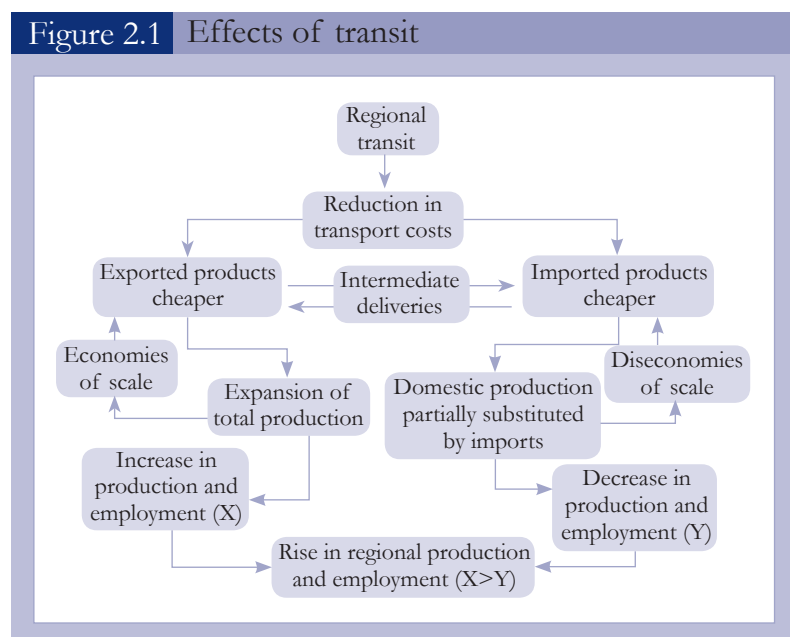 Figure 2.1 Effects of transit
Regional
transit
Reduction in
transport costs
Exported products
cheaper
Intermediate
deliveries
Imported products
cheaper
Economies
of scale
Expansion of
total production
Domestic production
partially substituted
by imports
Diseconomies
of scale
Increase in
production and
employment (X)
Decrease in
production and
employment (Y)
Rise in regional production
and employment (X>Y)